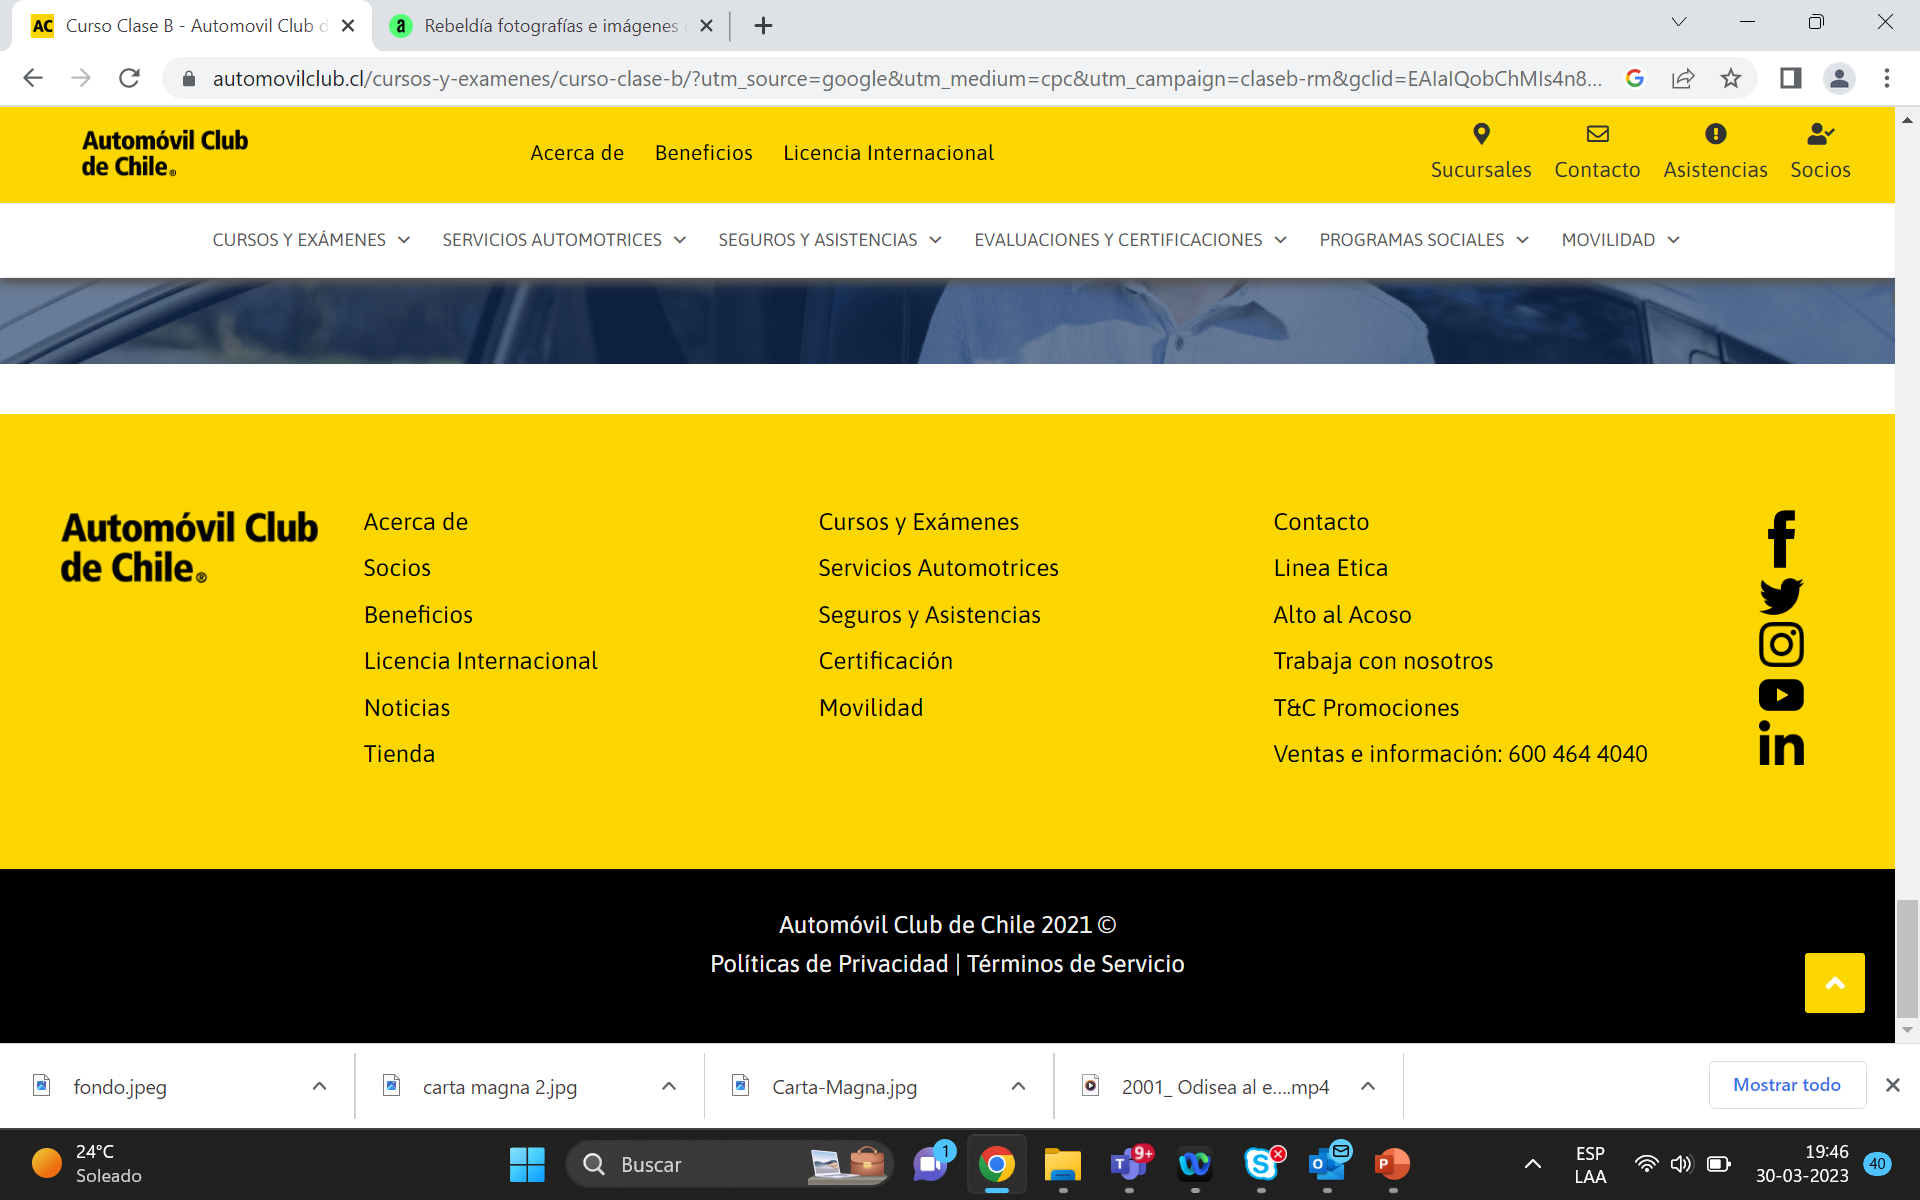 AC Curso Clase B - Automovil Club d
a Rebeldía fotografías e imágenes
automovilclub.cl/cursos-y-examenes/curso-clase-b/?utm_source=google&utm_medium=cpc&utm_campaign=claseb-rm&gclid=EAIaIQobChMIs4n8...
Automóvil Club
de Chile®
Acerca de Beneficios Licencia Internacional
Sucursales Contacto Asistencias Socios
CURSOS Y EXÁMENES SERVICIOS AUTOMOTRICES SEGUROS Y ASISTENCIAS EVALUACIONES Y CERTIFICACIONES PROGRAMAS SOCIALES MOVILIDAD
Automóvil Club
de Chile®
Acerca de
Socios
Beneficios
Licencia Internacional
Noticias
Tienda
Cursos y Exámenes
Servicios Automotrices
Seguros y Asistencias
Certificación
Movilidad
Contacto
Linea Etica
Alto al Acoso
Trabaja con nosotros
T&C Promociones
Ventas e información: 600 464 4040
Automóvil Club de Chile 2021 ©
Políticas de Privacidad | Términos de Servicio
fondo.jpeg
carta magna 2.jpg
Carta-Magna.jpg
2001_ Odisea al e....mp4
Mostrar todo
24°C
Soleado
Buscar
1
9+
ESP
LAA
19:46
30-03-2023
40